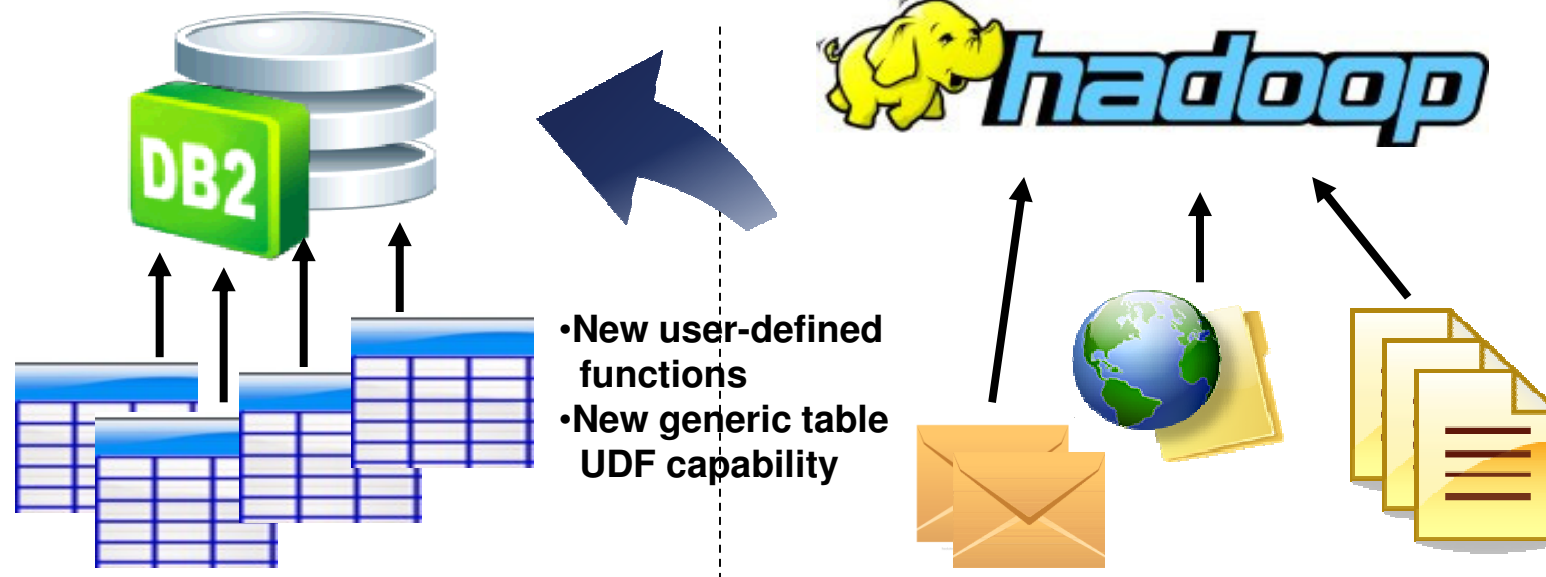 DB2
hadoop
•New user-defined
functions
•New generic table
UDF capability